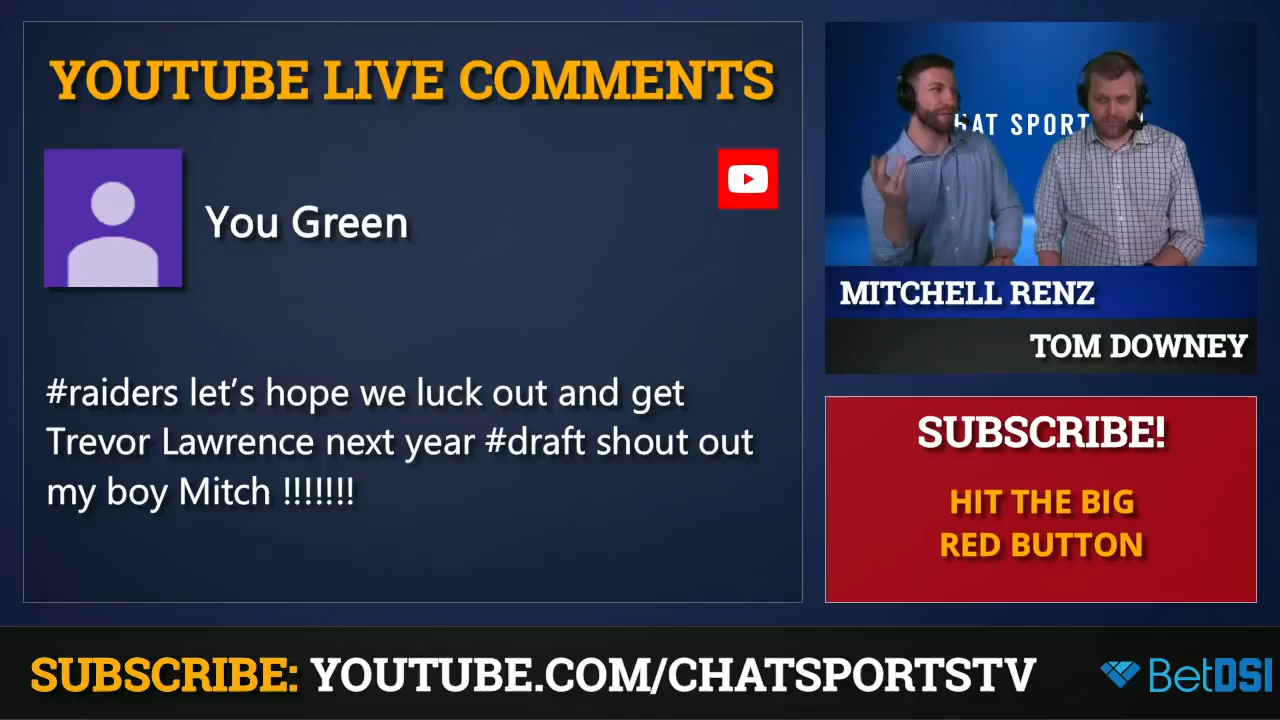 YOUTUBE LIVE COMMENTS
You Green
#raiders let’s hope we luck out and get
Trevor Lawrence next year #draft shout out
my boy Mitch !!!!!!!
HAT SPORT
MITCHELL RENZ
TOM DOWNEY
SUBSCRIBE!
HIT THE BIG
RED BUTTON
SUBSCRIBE: YOUTUBE.COM/CHATSPORTSTV
BetDSI